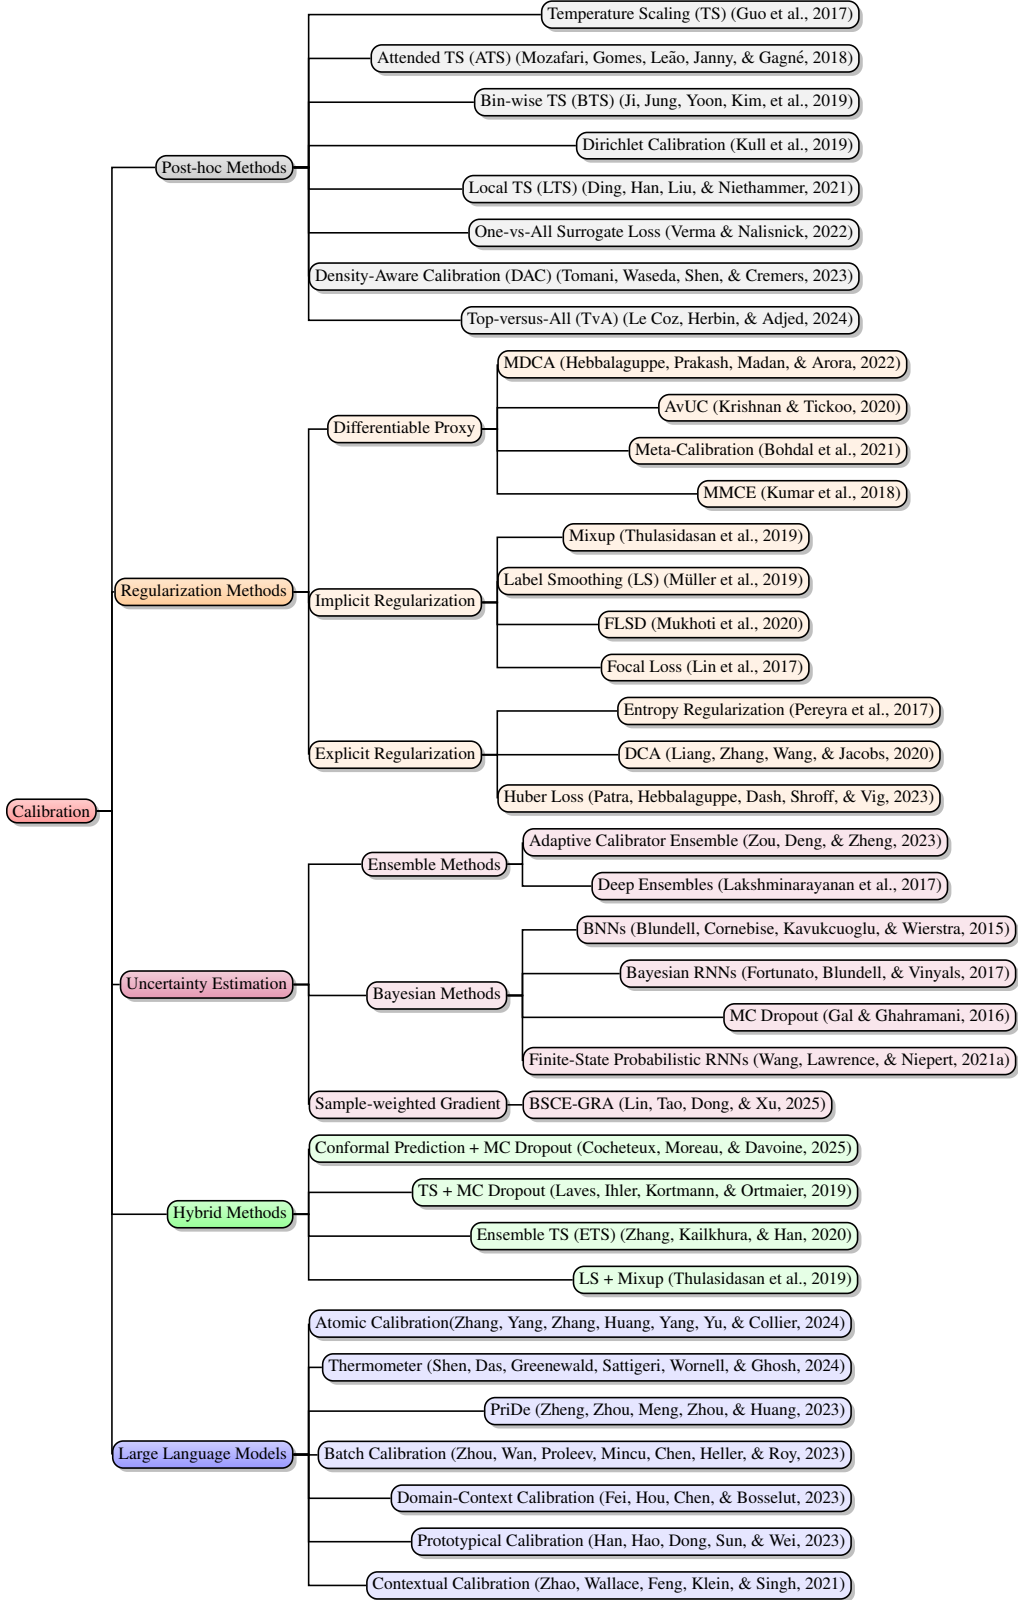 Temperature Scaling (TS) (Guo et al., 2017)
Attended TS (ATS) (Mozafari, Gomes, Leão, Janny, & Gagné, 2018)
Bin-wise TS (BTS) (Ji, Jung, Yoon, Kim, et al., 2019)
Dirichlet Calibration (Kull et al., 2019)
Post-hoc Methods
Local TS (LTS) (Ding, Han, Liu, & Niethammer, 2021)
One-vs-All Surrogate Loss (Verma & Nalisnick, 2022)
Density-Aware Calibration (DAC) (Tomani, Waseda, Shen, & Cremers, 2023)
Top-versus-All (TvA) (Le Coz, Herbin, & Adjed, 2024)
MDCA (Hebbalaguppe, Prakash, Madan, & Arora, 2022)
AvUC (Krishnan & Tickoo, 2020)
Differentiable Proxy
Meta-Calibration (Bohdal et al., 2021)
MMCE (Kumar et al., 2018)
Mixup (Thulasidasan et al., 2019)
Label Smoothing (LS) (Müller et al., 2019)
Regularization Methods
Implicit Regularization
FLSD (Mukhoti et al., 2020)
Focal Loss (Lin et al., 2017)
Entropy Regularization (Pereyra et al., 2017)
Explicit Regularization
DCA (Liang, Zhang, Wang, & Jacobs, 2020)
Huber Loss (Patra, Hebbalaguppe, Dash, Shroff, & Vig, 2023)
Calibration
Adaptive Calibrator Ensemble (Zou, Deng, & Zheng, 2023)
Ensemble Methods
Deep Ensembles (Lakshminarayanan et al., 2017)
BNNs (Blundell, Cornebise, Kavukcuoglu, & Wierstra, 2015)
Bayesian RNNs (Fortunato, Blundell, & Vinyals, 2017)
Uncertainty Estimation
Bayesian Methods
MC Dropout (Gal & Ghahramani, 2016)
Finite-State Probabilistic RNNs (Wang, Lawrence, & Niepert, 2021a)
Sample-weighted Gradient
BSCE-GRA (Lin, Tao, Dong, & Xu, 2025)
Conformal Prediction + MC Dropout (Cocheteux, Moreau, & Davoine, 2025)
TS + MC Dropout (Laves, Ihler, Kortmann, & Ortmaier, 2019)
Hybrid Methods
Ensemble TS (ETS) (Zhang, Kailkhura, & Han, 2020)
LS + Mixup (Thulasidasan et al., 2019)
Atomic Calibration(Zhang, Yang, Zhang, Huang, Yang, Yu, & Collier, 2024)
Thermometer (Shen, Das, Greenewald, Sattigeri, Wornell, & Ghosh, 2024)
PriDe (Zheng, Zhou, Meng, Zhou, & Huang, 2023)
Large Language Models
Batch Calibration (Zhou, Wan, Proleev, Mincu, Chen, Heller, & Roy, 2023)
Domain-Context Calibration (Fei, Hou, Chen, & Bosselut, 2023)
Prototypical Calibration (Han, Hao, Dong, Sun, & Wei, 2023)
Contextual Calibration (Zhao, Wallace, Feng, Klein, & Singh, 2021)